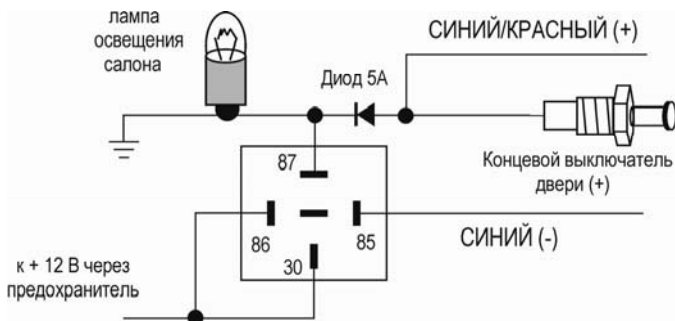 лампа
освещения
салона
СИНИЙ/КРАСНЫЙ (+)
Диод 5А
Концевой выключатель
двери (+)
87
86
85
30
СИНИЙ (-)
к + 12 В через
предохранитель